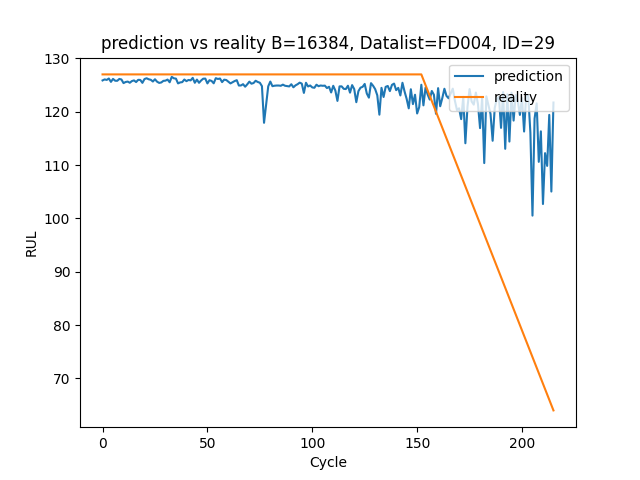 prediction vs reality B=16384, Datalist=FD004, ID=29
prediction
reality
130
120
110
100
90
80
70
RUL
0
50
100
150
200
Cycle